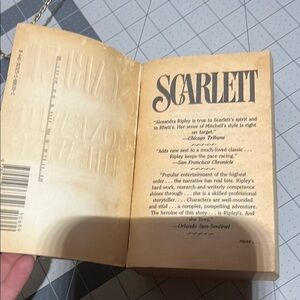 SCARLETT
"Alexandra Ripley is true to Scarlett's spirit and
to Rhett's. Her sense of Mitchell's style is right
on target."
—Chicago Tribune
"Adds new zest to a much-loved classic . . .
Ripley keeps the pace racing."
—San Francisco Chronicle
"Popular entertainment of the highest
order . . . the narrative has real bite. Ripley's
hard work, research and writerly competence
shines through . . . she is a skilled professional
storyteller. . . . Characters are well-rounded
and vital . . . a complex, compelling adventure.
The heroine of this story . . . is Ripley's. And
she lives."
—Orlando Sun-Sentinel
more . . .